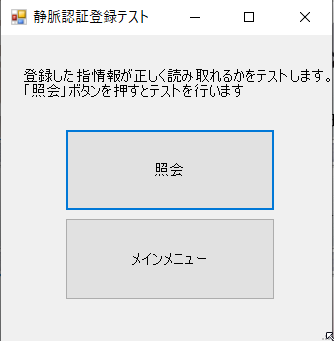 静脈認証登録テスト
登録した指情報が正しく読み取れるかをテストします。
「照会」ボタンを押すとテストを行います
照会
メインメニュー